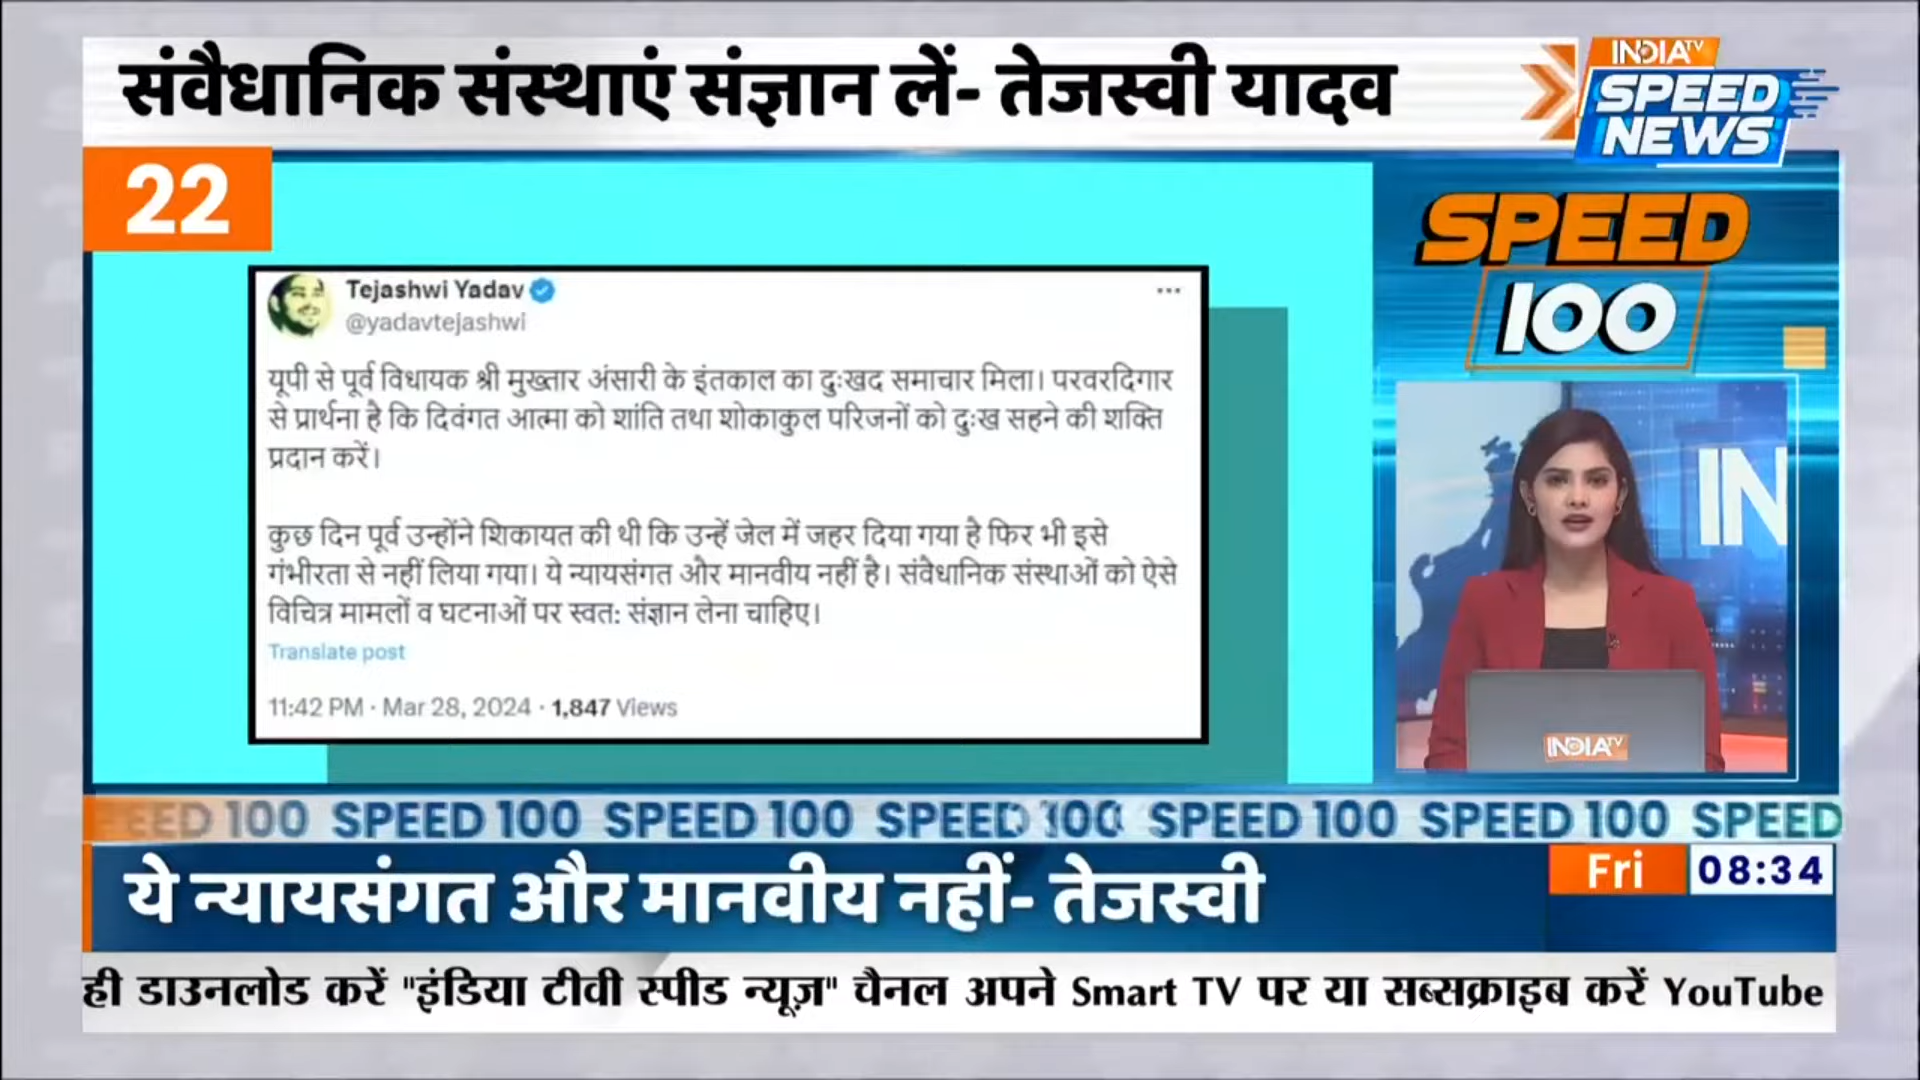 संवैधानिक संस्थाएं संज्ञान लें- तेजस्वी यादव
INDIA TV
SPEED
NEWS
22
SPEED
100
Tejashwi Yadav
@yadavtejashwi
यूपी से पूर्व विधायक श्री मुख्तार अंसारी के इंतकाल का दुःखद समाचार मिला। परवरदिगार
से प्रार्थना है कि दिवंगत आत्मा को शांति तथा शोकाकुल परिजनों को दुःख सहने की शक्ति
प्रदान करें।
कुछ दिन पूर्व उन्होंने शिकायत की थी कि उन्हें जेल में जहर दिया गया है फिर भी इसे
गंभीरता से नहीं लिया गया। ये न्यायसंगत और मानवीय नहीं है। संवैधानिक संस्थाओं को ऐसे
विचित्र मामलों व घटनाओं पर स्वत: संज्ञान लेना चाहिए।
Translate post
11:42 PM · Mar 28, 2024 · 1,847 Views
IN
INDIA TV
EED 100 SPEED 100 SPEED 100 SPEED 100 SPEED 100 SPEED 100 SPEED
ये न्यायसंगत और मानवीय नहीं- तेजस्वी
Fri 08:34
ही डाउनलोड करें "इंडिया टीवी स्पीड न्यूज़" चैनल अपने Smart TV पर या सब्सक्राइब करें YouTube